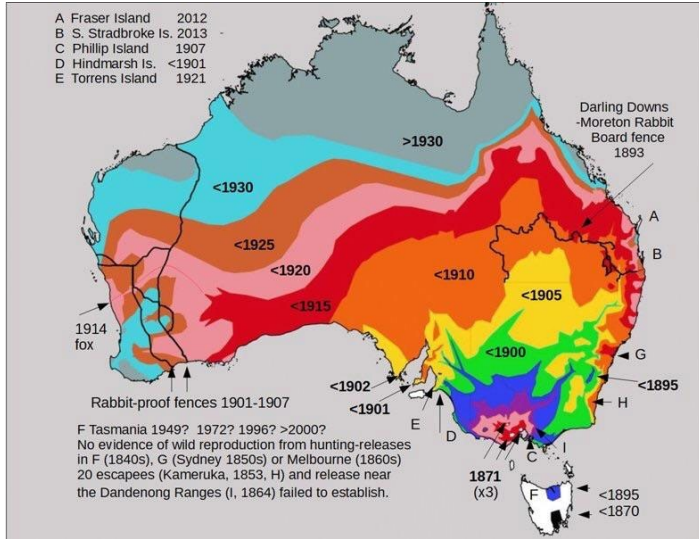 A Fraser Island 2012
B S. Stradbroke Is. 2013
C Phillip Island 1907
D Hindmarsh Is. <1901
E Torrens Island 1921
Darling Downs
-Moreton Rabbit
Board fence
1893
>1930
<1930
<1925
<1920
<1915
<1910
<1905
<1900
A
B
G
H
1914
fox
<1902
<1901
<1895
Rabbit-proof fences 1901-1907
E
D
C
I
1871
(x3)
F Tasmania 1949? 1972? 1996? >2000?
No evidence of wild reproduction from hunting-releases
in F (1840s), G (Sydney 1850s) or Melbourne (1860s)
20 escapees (Kameruka, 1853, H) and release near
the Dandenong Ranges (I, 1864) failed to establish.
F
<1895
<1870